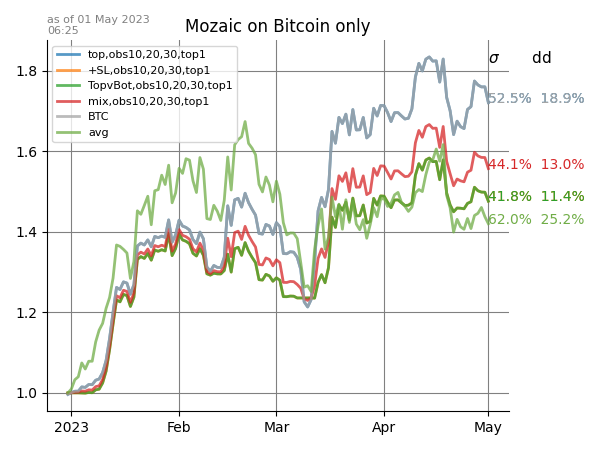 as of 01 May 2023
06:25
Mozaic on Bitcoin only
σ dd
top,obs10,20,30,top1
+SL,obs10,20,30,top1
TopvBot,obs10,20,30,top1
mix,obs10,20,30,top1
BTC
avg
1.8
52.5% 18.9%
1.6
44.1% 13.0%
41.8% 11.4%
1.4
62.0% 25.2%
1.2
1.0
2023 Feb Mar Apr May